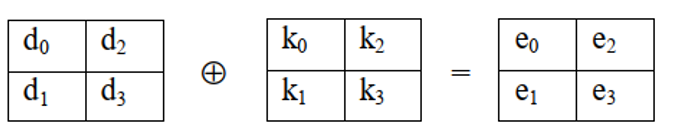 d₀ d₂ ⊕ k₀ k₂ = e₀ e₂
d₁ d₃ k₁ k₃ e₁ e₃